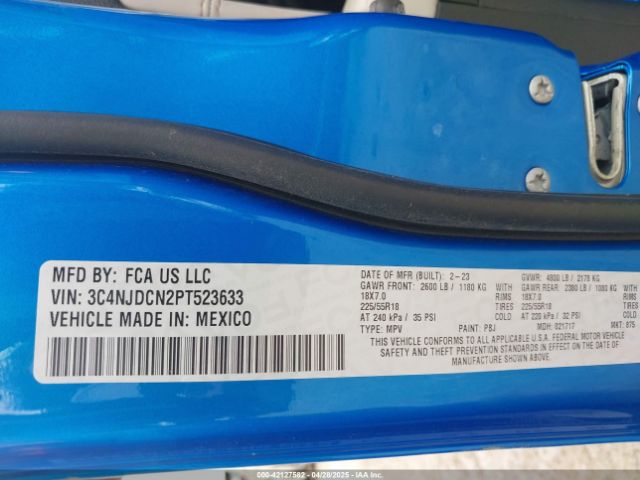 MFD BY: FCA US LLC
VIN: 3C4NJDCN2PT523633
VEHICLE MADE IN: MEXICO
DATE OF MFR (BUILT): 2-23 GVWR: 4800 LB / 2178 KG
GAWR FRONT: 2600 LB / 1180 KG WITH GAWR REAR: 2380 LB / 1080 KG WITH
18X7.0 RIMS 18X7.0 RIMS
225/55R18 TIRES 225/55R18 TIRES
AT 240 kPa / 35 PSI COLD AT 220 kPa / 32 PSI COLD
TYPE: MPV PAINT: PBJ MDH: 021717 MKT: 875
THIS VEHICLE CONFORMS TO ALL APPLICABLE U.S.A. FEDERAL MOTOR VEHICLE
SAFETY AND THEFT PREVENTION STANDARDS IN EFFECT ON THE DATE OF
MANUFACTURE SHOWN ABOVE.
000-42127582 - 04/28/2025 - IAA Inc.